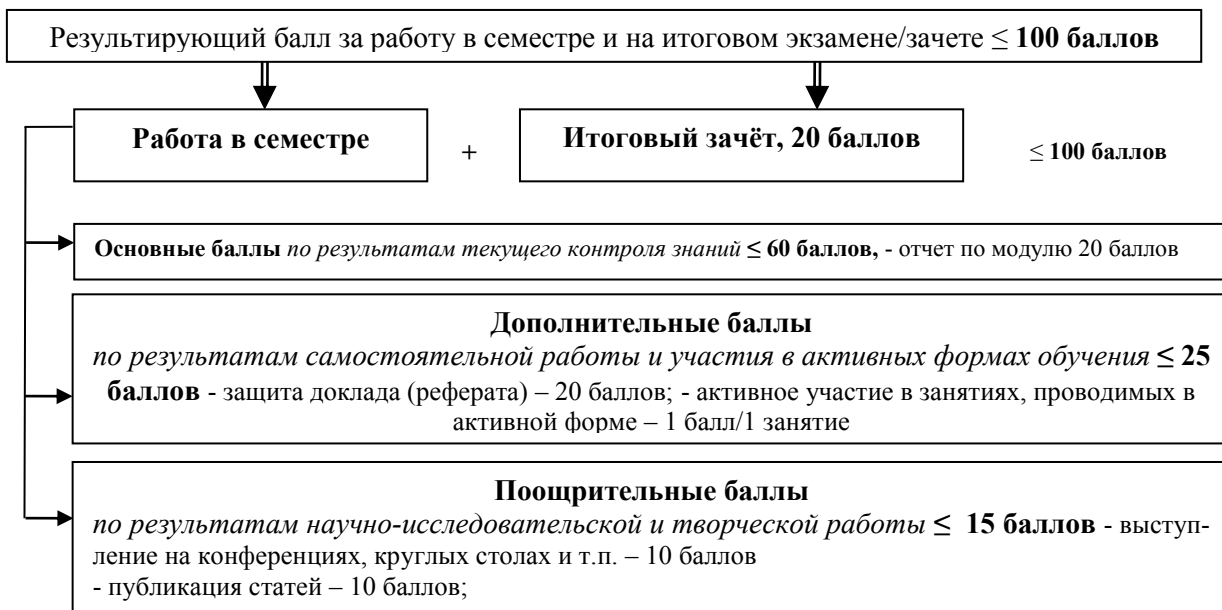 Результирующий балл за работу в семестре и на итоговом экзамене/зачете ≤ 100 баллов
Работа в семестре
+
Итоговый зачёт, 20 баллов
≤ 100 баллов
Основные баллы по результатам текущего контроля знаний ≤ 60 баллов, - отчет по модулю 20 баллов
Дополнительные баллы
по результатам самостоятельной работы и участия в активных формах обучения ≤ 25
баллов - защита доклада (реферата) – 20 баллов; - активное участие в занятиях, проводимых в
активной форме – 1 балл/1 занятие
Поощрительные баллы
по результатам научно-исследовательской и творческой работы ≤ 15 баллов - выступ-
ление на конференциях, круглых столах и т.п. – 10 баллов
- публикация статей – 10 баллов;